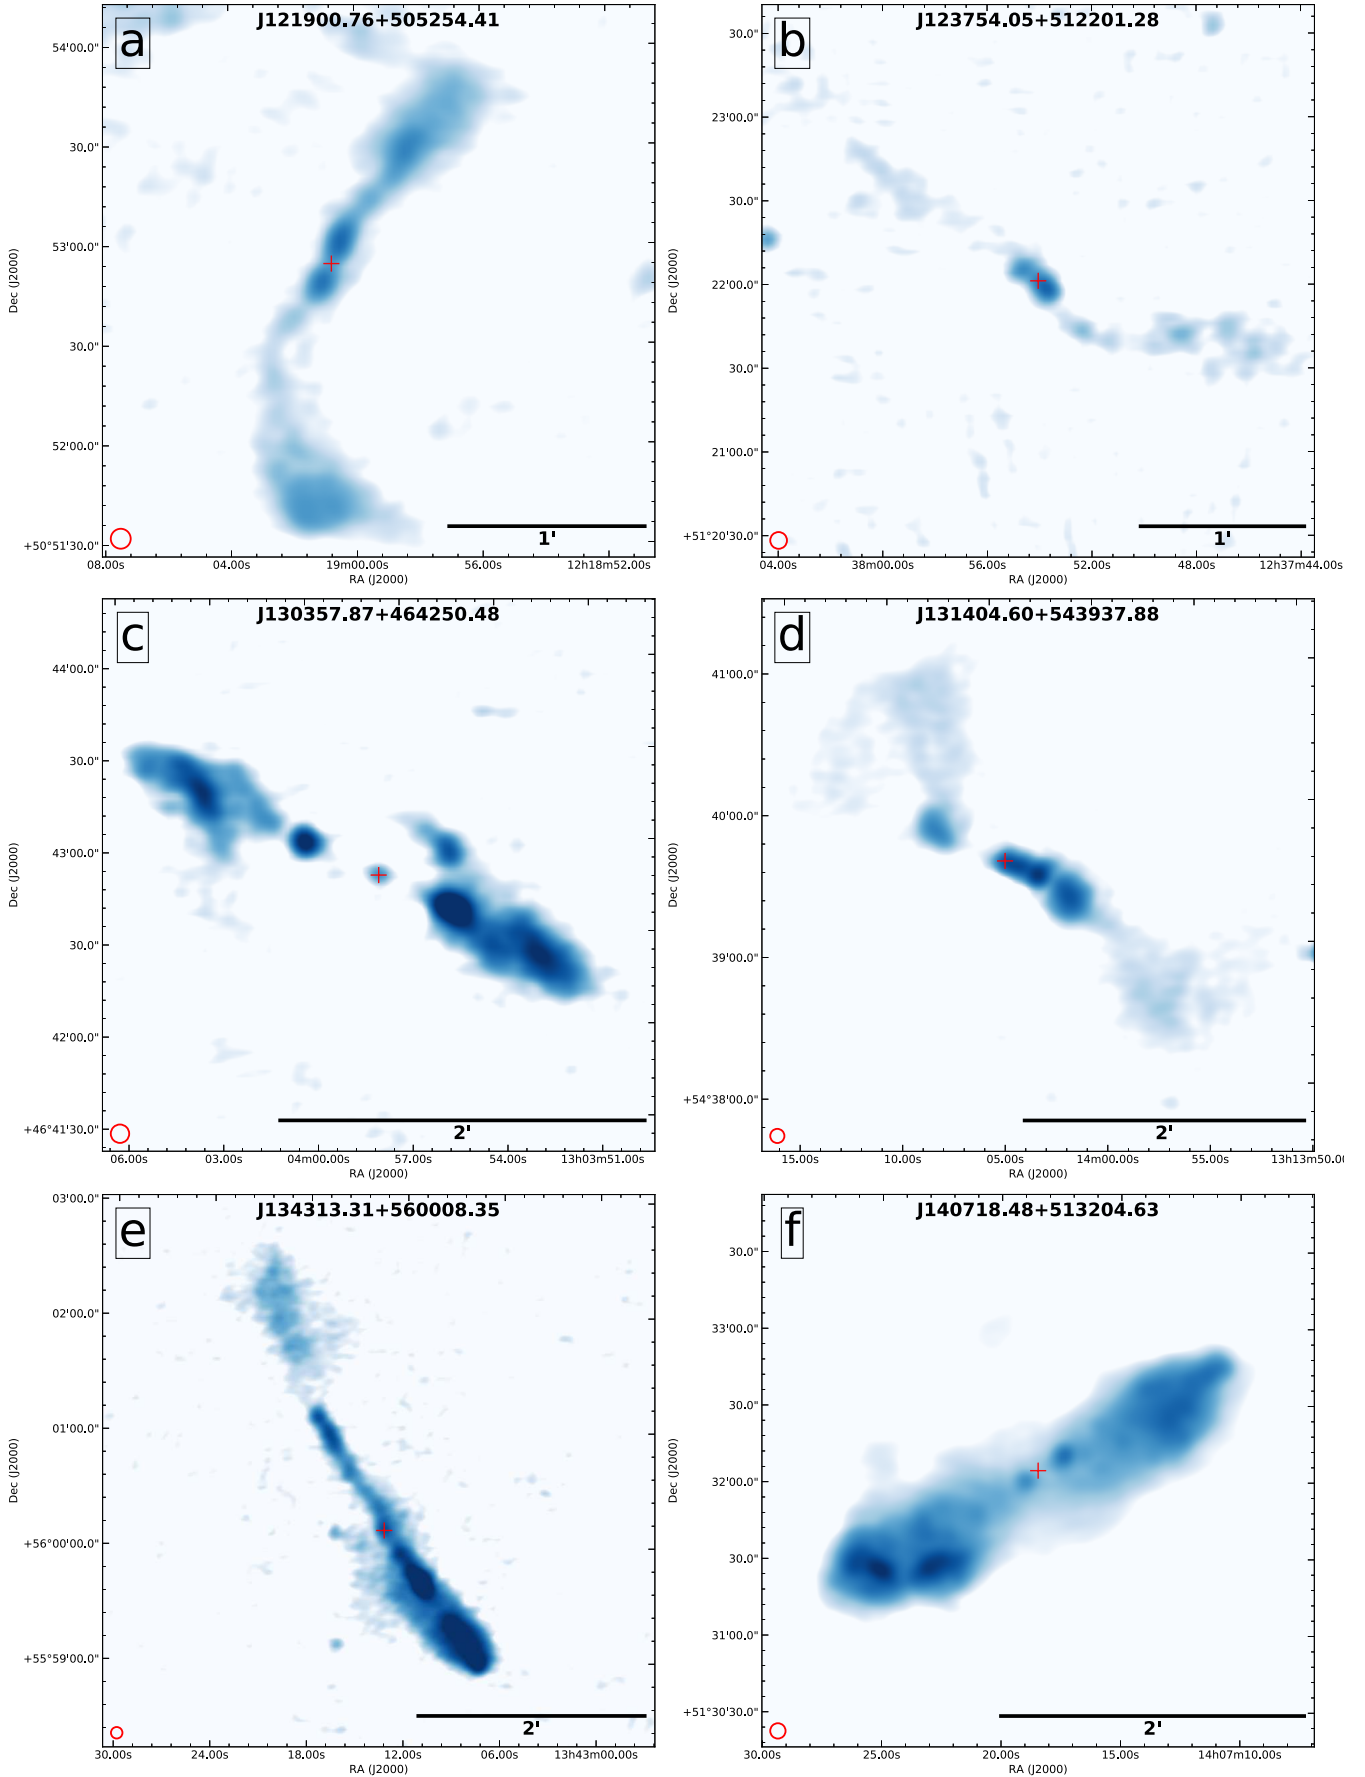 a
J121900.76+505254.41
54'00.0"
30.0"
53'00.0"
30.0"
52'00.0"
+50°51'30.0"
Dec (J2000)
1'
08.00s 04.00s 19m00.00s 56.00s 12h18m52.00s
RA (J2000)
b
J123754.05+512201.28
30.0"
23'00.0"
30.0"
22'00.0"
30.0"
21'00.0"
+51°20'30.0"
Dec (J2000)
1'
04.00s 38m00.00s 56.00s 52.00s 48.00s 12h37m44.00s
RA (J2000)
c
J130357.87+464250.48
44'00.0"
30.0"
43'00.0"
30.0"
42'00.0"
+46°41'30.0"
Dec (J2000)
2'
06.00s 03.00s 04m00.00s 57.00s 54.00s 13h03m51.00s
RA (J2000)
d
J131404.60+543937.88
41'00.0"
40'00.0"
39'00.0"
+54°38'00.0"
Dec (J2000)
2'
15.00s 10.00s 05.00s 14m00.00s 55.00s 13h13m50.00s
RA (J2000)
e
J134313.31+560008.35
03'00.0"
02'00.0"
01'00.0"
+56°00'00.0"
+55°59'00.0"
Dec (J2000)
2'
30.00s 24.00s 18.00s 12.00s 06.00s 13h43m00.00s
RA (J2000)
f
J140718.48+513204.63
30.0"
33'00.0"
30.0"
32'00.0"
30.0"
31'00.0"
+51°30'30.0"
Dec (J2000)
2'
30.00s 25.00s 20.00s 15.00s 14h07m10.00s
RA (J2000)